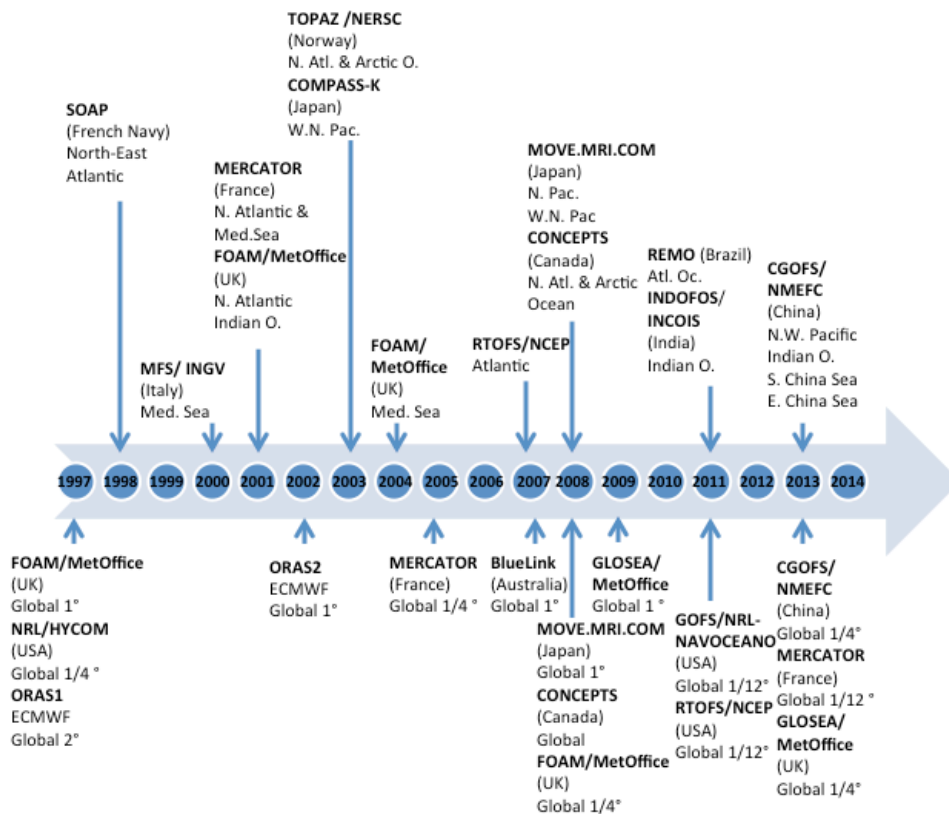 TOPAZ /NERSC
(Norway)
N. Atl. & Arctic O.
COMPASS-K
(Japan)
W.N. Pac.
SOAP
(French Navy)
North-East
Atlantic
MERCATOR
(France)
N. Atlantic &
Med.Sea
FOAM/MetOffice
(UK)
N. Atlantic
Indian O.
MFS/ INGV
(Italy)
Med. Sea
FOAM/
MetOffice
(UK)
Med. Sea
RTOFS/NCEP
Atlantic
MOVE.MRI.COM
(Japan)
N. Pac.
W.N. Pac
CONCEPTS
(Canada)
N. Atl. & Arctic
Ocean
REMO (Brazil)
Atl. Oc.
INDOFOS/
INCOIS
(India)
Indian O.
CGOFS/
NMEFC
(China)
N.W. Pacific
Indian O.
S. China Sea
E. China Sea
1997 1998 1999 2000 2001 2002 2003 2004 2005 2006 2007 2008 2009 2010 2011 2012 2013 2014
FOAM/MetOffice
(UK)
Global 1°
NRL/HYCOM
(USA)
Global 1/4 °
ORAS1
ECMWF
Global 2°
ORAS2
ECMWF
Global 1°
MERCATOR
(France)
Global 1/4 °
BlueLink
(Australia)
Global 1°
MOVE.MRI.COM
(Japan)
Global 1°
CONCEPTS
(Canada)
Global
FOAM/MetOffice
(UK)
Global 1/4°
GLOSEA/
MetOffice
Global 1 °
GOFS/NRL-
NAVOCEANO
(USA)
Global 1/12°
RTOFS/NCEP
(USA)
Global 1/12°
CGOFS/
NMEFC
(China)
Global 1/4°
MERCATOR
(France)
Global 1/12 °
GLOSEA/
MetOffice
(UK)
Global 1/4°